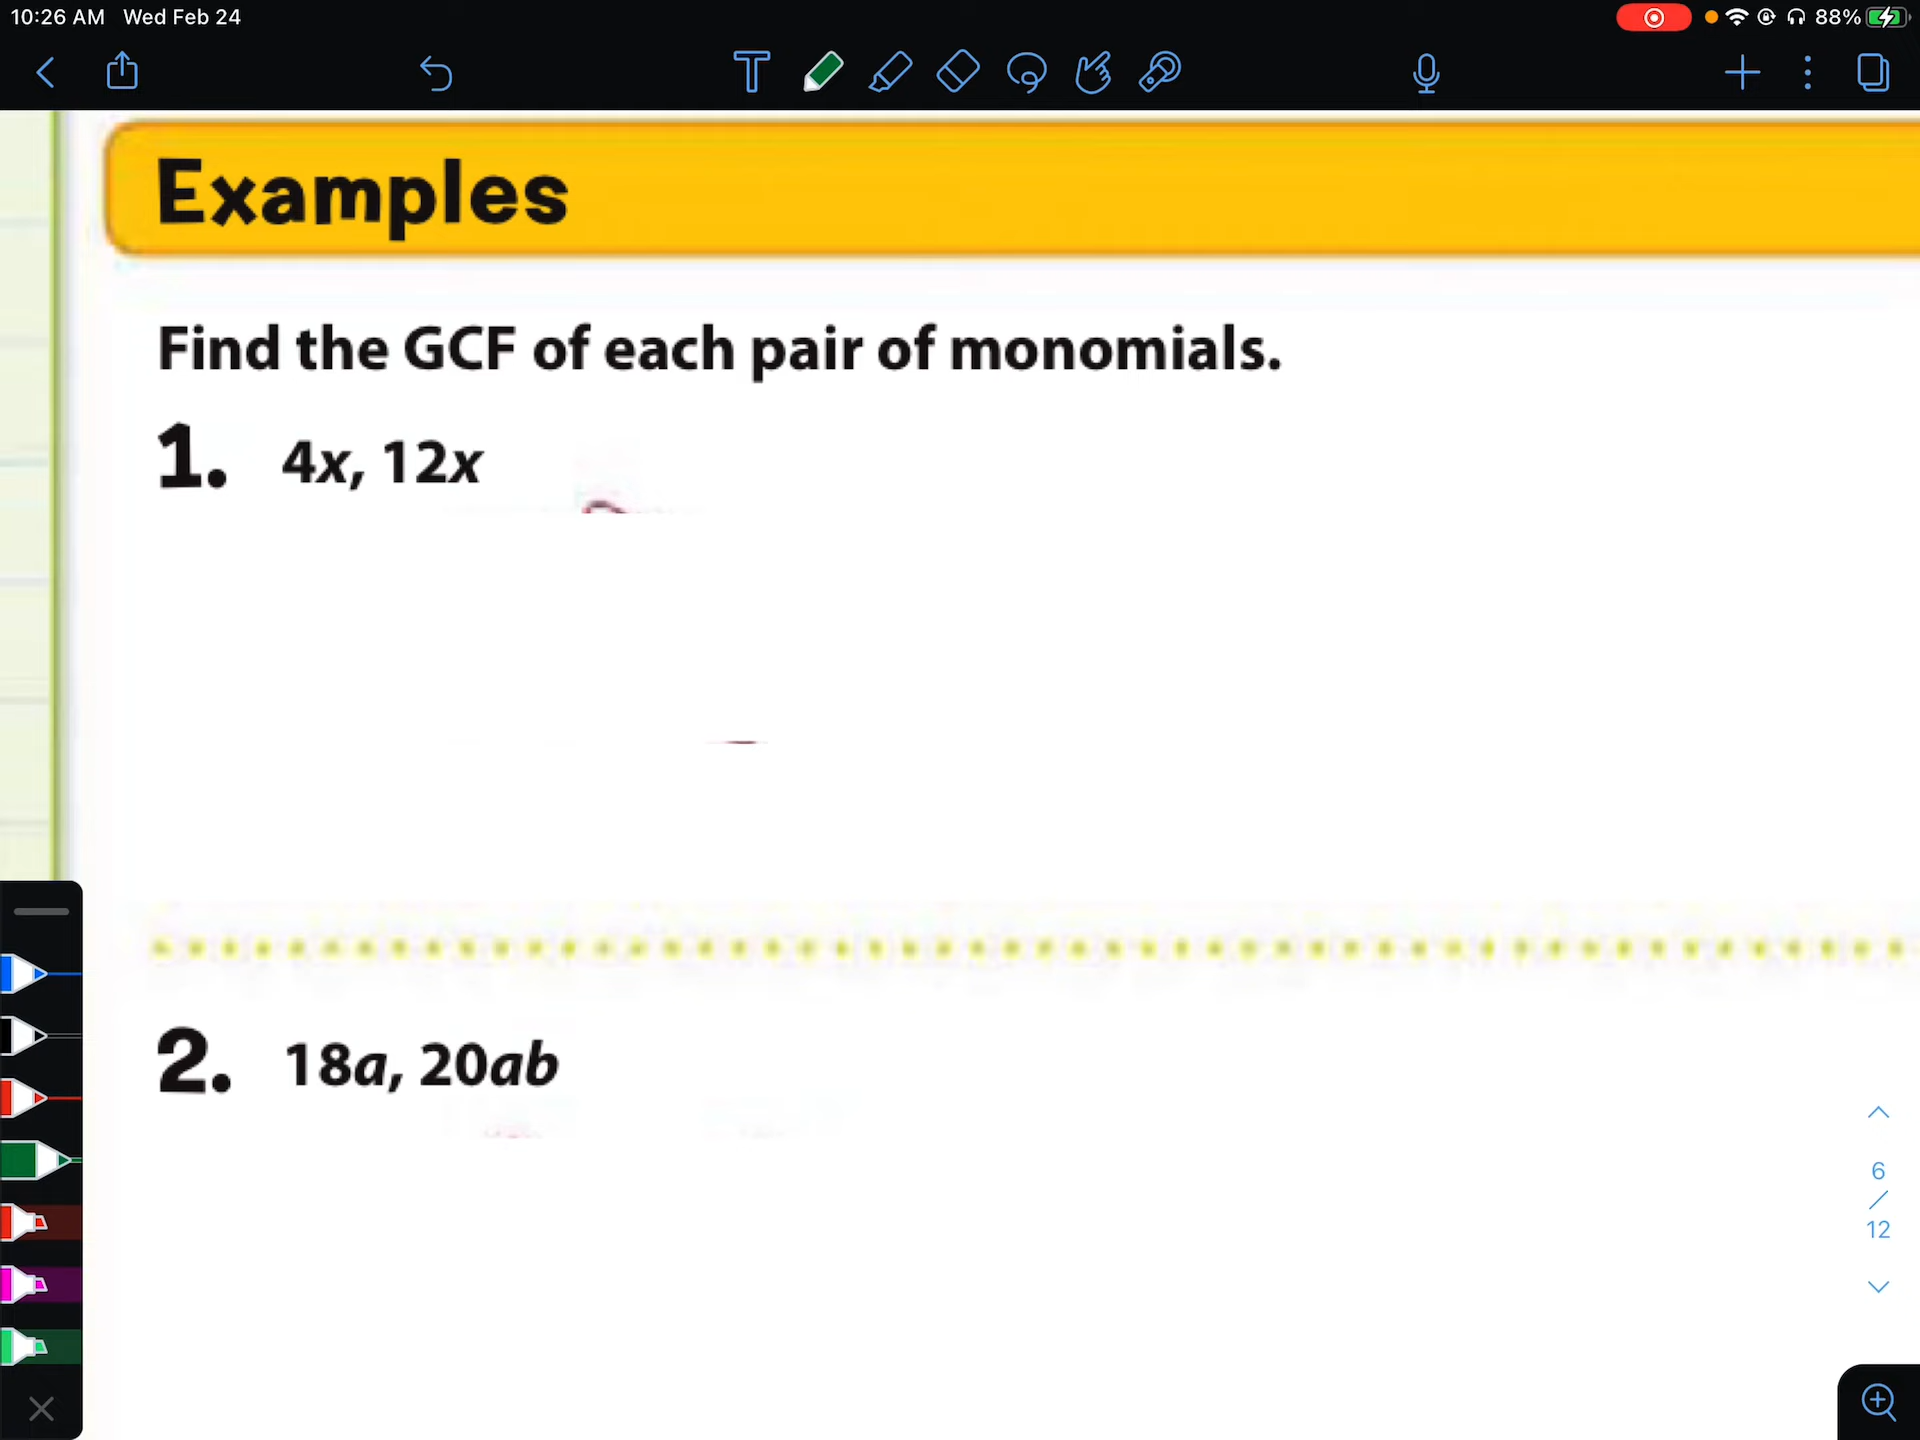 10:26 AM Wed Feb 24
88%
Examples
Find the GCF of each pair of monomials.
1. 4x, 12x
2. 18a, 20ab
6
/
12